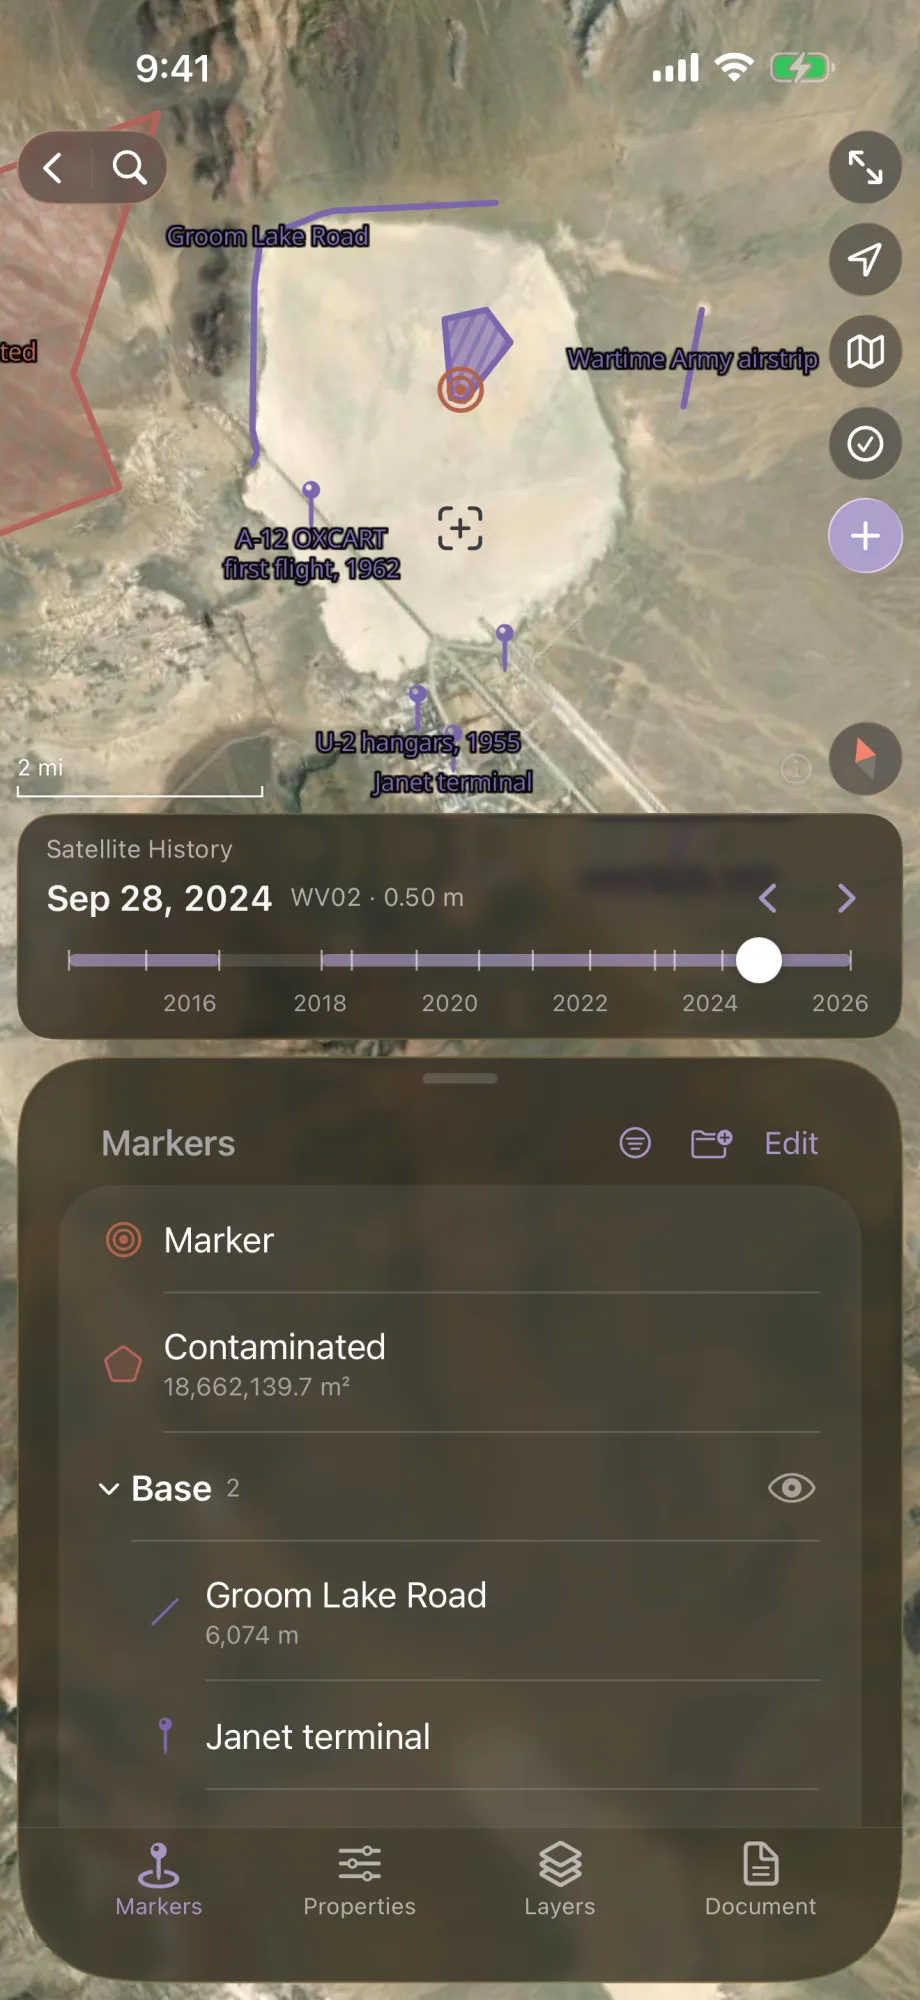 9:41
Groom Lake Road
ted
Wartime Army airstrip
A-12 OXCART
first flight, 1962
U-2 hangars, 1955
Janet terminal
2 mi
Satellite History
Sep 28, 2024 WV02 · 0.50 m
2016 2018 2020 2022 2024 2026
Markers Edit
Marker
Contaminated
18,662,139.7 m²
Base 2
Groom Lake Road
6,074 m
Janet terminal
Markers Properties Layers Document